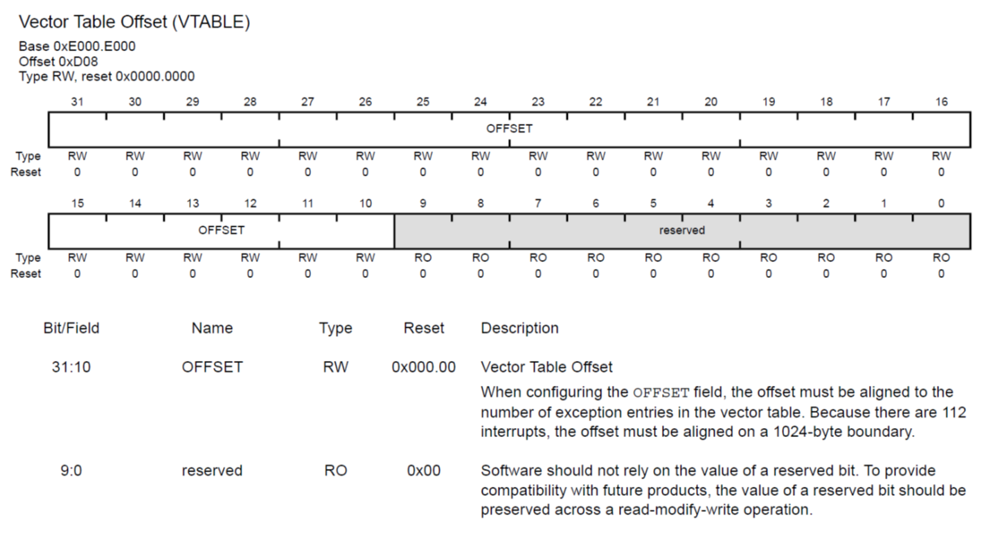 Vector Table Offset (VTABLE)
Base 0xE000.E000
Offset 0xD08
Type RW, reset 0x0000.0000
31 30 29 28 27 26 25 24 23 22 21 20 19 18 17 16
OFFSET
Type RW RW RW RW RW RW RW RW RW RW RW RW RW RW RW RW
Reset 0 0 0 0 0 0 0 0 0 0 0 0 0 0 0 0
15 14 13 12 11 10 9 8 7 6 5 4 3 2 1 0
OFFSET reserved
Type RW RW RW RW RW RW RO RO RO RO RO RO RO RO RO RO
Reset 0 0 0 0 0 0 0 0 0 0 0 0 0 0 0 0
Bit/Field Name Type Reset Description
31:10 OFFSET RW 0x000.00 Vector Table Offset
When configuring the OFFSET field, the offset must be aligned to the
number of exception entries in the vector table. Because there are 112
interrupts, the offset must be aligned on a 1024-byte boundary.
9:0 reserved RO 0x00 Software should not rely on the value of a reserved bit. To provide
compatibility with future products, the value of a reserved bit should be
preserved across a read-modify-write operation.